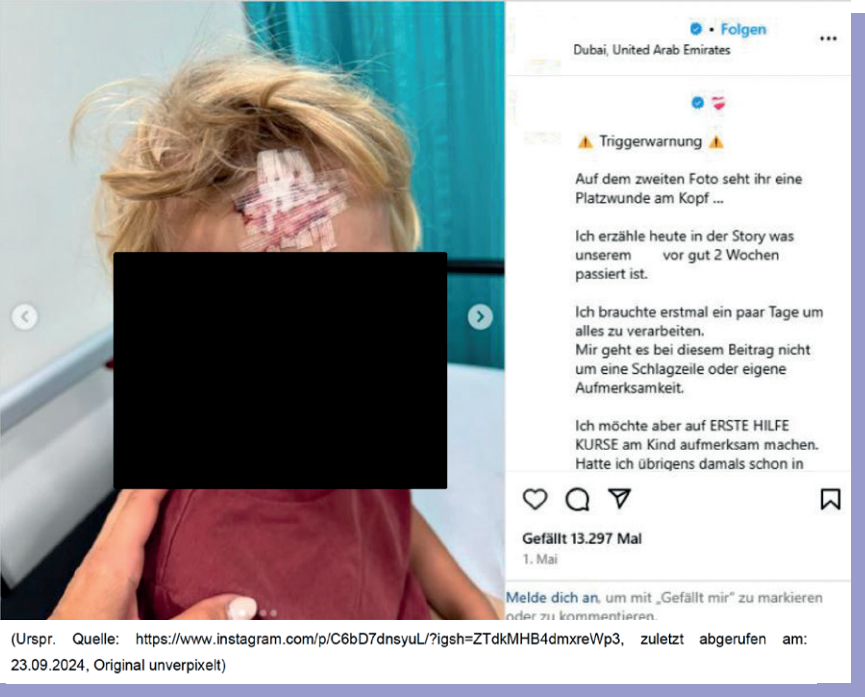 • Folgen
Dubai, United Arab Emirates
Triggerwarnung
Auf dem zweiten Foto seht ihr eine
Platzwunde am Kopf ...
Ich erzähle heute in der Story was
unserem vor gut 2 Wochen
passiert ist.
Ich brauchte erstmal ein paar Tage um
alles zu verarbeiten.
Mir geht es bei diesem Beitrag nicht
um eine Schlagzeile oder eigene
Aufmerksamkeit.
Ich möchte aber auf ERSTE HILFE
KURSE am Kind aufmerksam machen.
Hatte ich übrigens damals schon in
Gefällt 13.297 Mal
1. Mai
Melde dich an, um mit „Gefällt mir“ zu markieren
oder zu kommentieren.
(Urspr. Quelle: https://www.instagram.com/p/C6bD7dnsyuL/?igsh=ZTdkMHB4dmxreWp3, zuletzt abgerufen am:
23.09.2024, Original unverpixelt)